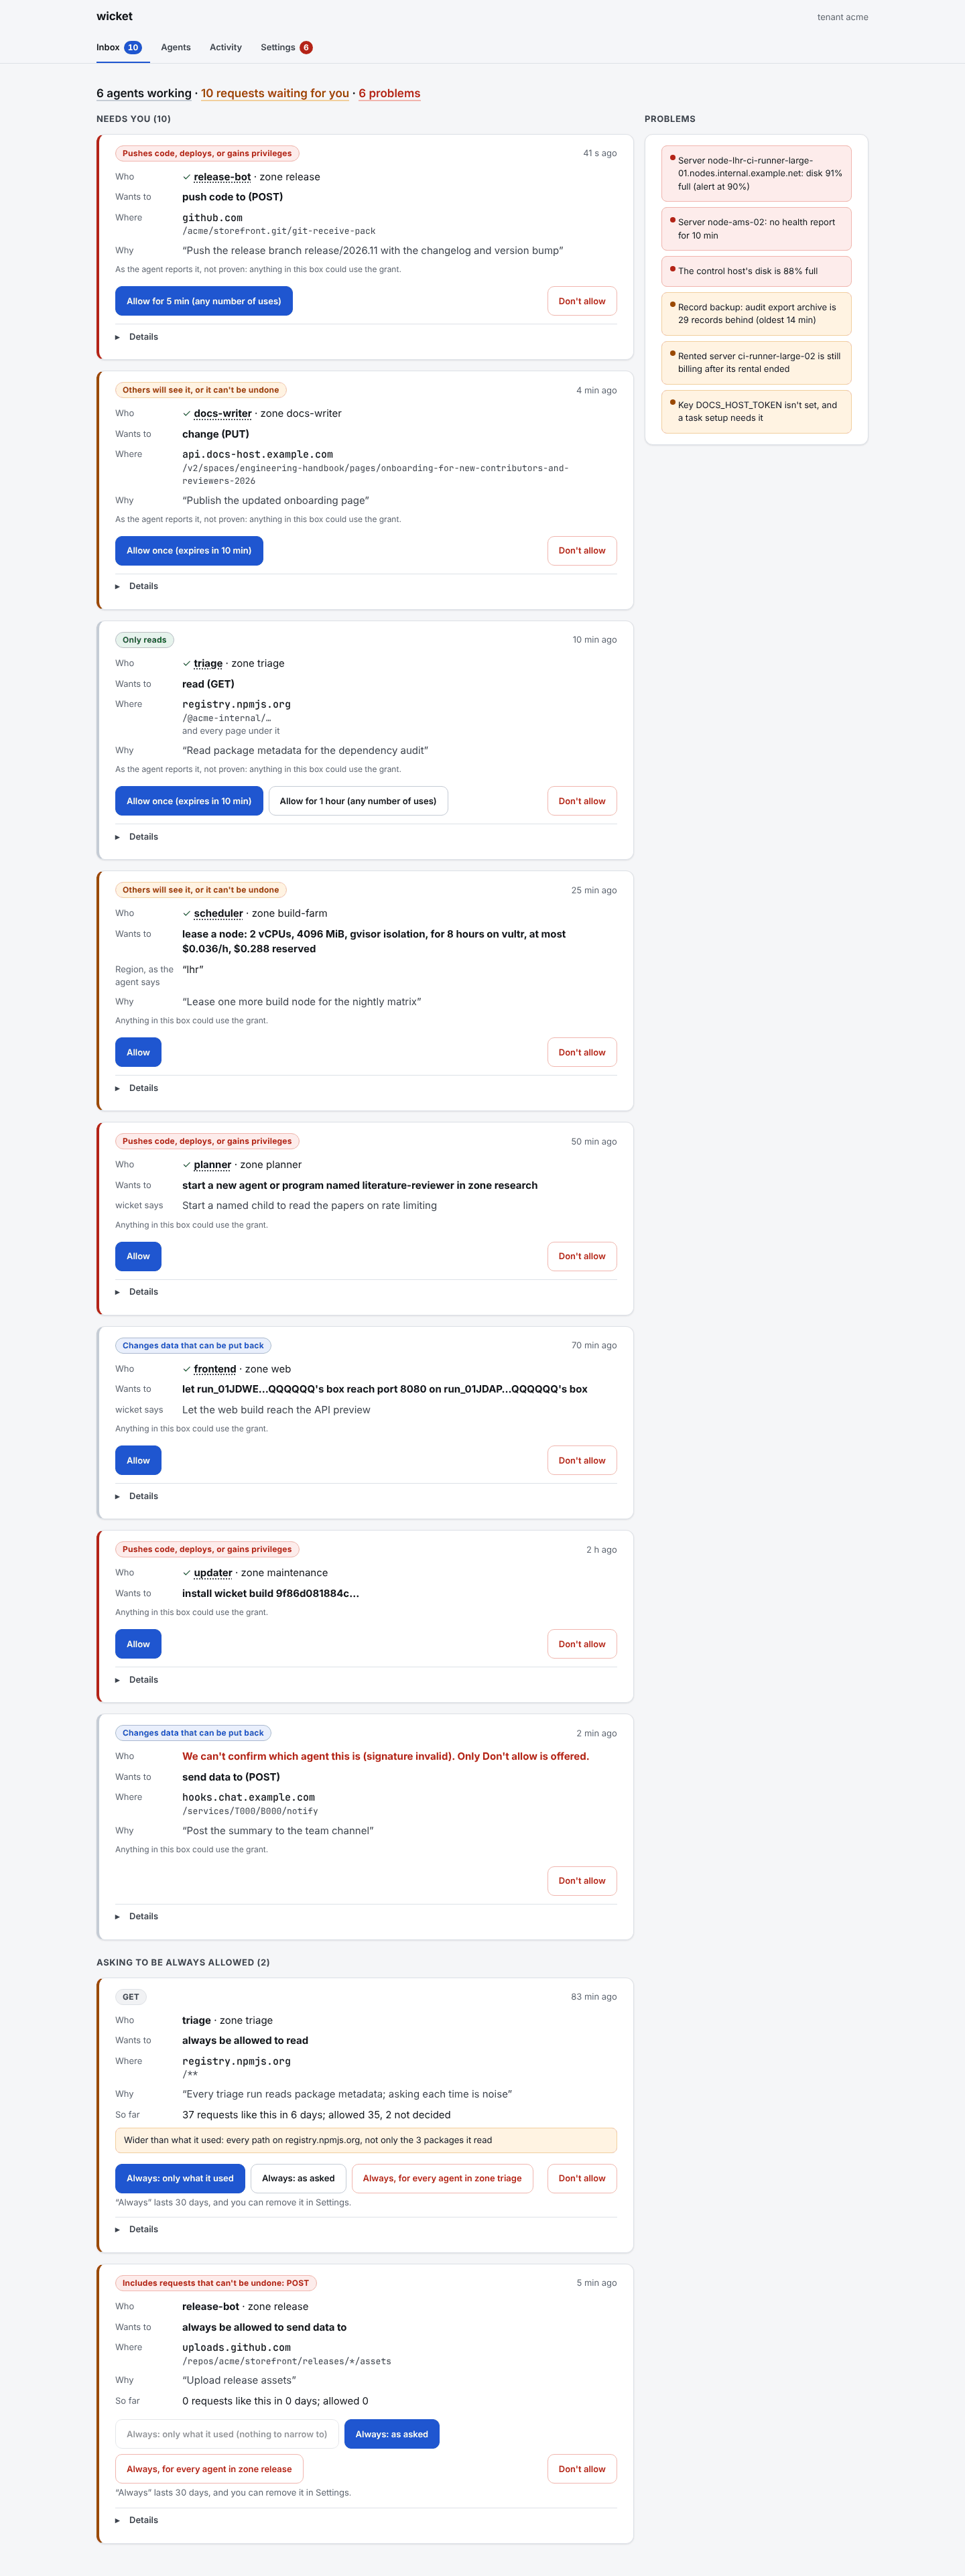 wicket
tenant acme
Inbox 10
Agents
Activity
Settings 6
6 agents working · 10 requests waiting for you · 6 problems
NEEDS YOU (10)
Pushes code, deploys, or gains privileges
41 s ago
Who
✓ release-bot · zone release
Wants to
push code to (POST)
Where
github.com
/acme/storefront.git/git-receive-pack
Why
“Push the release branch release/2026.11 with the changelog and version bump”
As the agent reports it, not proven: anything in this box could use the grant.
Allow for 5 min (any number of uses)
Don't allow
▸ Details
Others will see it, or it can't be undone
4 min ago
Who
✓ docs-writer · zone docs-writer
Wants to
change (PUT)
Where
api.docs-host.example.com
/v2/spaces/engineering-handbook/pages/onboarding-for-new-contributors-and-
reviewers-2026
Why
“Publish the updated onboarding page”
As the agent reports it, not proven: anything in this box could use the grant.
Allow once (expires in 10 min)
Don't allow
▸ Details
Only reads
10 min ago
Who
✓ triage · zone triage
Wants to
read (GET)
Where
registry.npmjs.org
/@acme-internal/…
and every page under it
Why
“Read package metadata for the dependency audit”
As the agent reports it, not proven: anything in this box could use the grant.
Allow once (expires in 10 min)
Allow for 1 hour (any number of uses)
Don't allow
▸ Details
Others will see it, or it can't be undone
25 min ago
Who
✓ scheduler · zone build-farm
Wants to
lease a node: 2 vCPUs, 4096 MiB, gvisor isolation, for 8 hours on vultr, at most
$0.036/h, $0.288 reserved
Region, as the
agent says
“lhr”
Why
“Lease one more build node for the nightly matrix”
Anything in this box could use the grant.
Allow
Don't allow
▸ Details
Pushes code, deploys, or gains privileges
50 min ago
Who
✓ planner · zone planner
Wants to
start a new agent or program named literature-reviewer in zone research
wicket says
Start a named child to read the papers on rate limiting
Anything in this box could use the grant.
Allow
Don't allow
▸ Details
Changes data that can be put back
70 min ago
Who
✓ frontend · zone web
Wants to
let run_01JDWE…QQQQQQ's box reach port 8080 on run_01JDAP…QQQQQQ's box
wicket says
Let the web build reach the API preview
Anything in this box could use the grant.
Allow
Don't allow
▸ Details
Pushes code, deploys, or gains privileges
2 h ago
Who
✓ updater · zone maintenance
Wants to
install wicket build 9f86d081884c…
Anything in this box could use the grant.
Allow
Don't allow
▸ Details
Changes data that can be put back
2 min ago
Who
We can't confirm which agent this is (signature invalid). Only Don't allow is offered.
Wants to
send data to (POST)
Where
hooks.chat.example.com
/services/T000/B000/notify
Why
“Post the summary to the team channel”
Anything in this box could use the grant.
Don't allow
▸ Details
ASKING TO BE ALWAYS ALLOWED (2)
GET
83 min ago
Who
triage · zone triage
Wants to
always be allowed to read
Where
registry.npmjs.org
/**
Why
“Every triage run reads package metadata; asking each time is noise”
So far
37 requests like this in 6 days; allowed 35, 2 not decided
Wider than what it used: every path on registry.npmjs.org, not only the 3 packages it read
Always: only what it used
Always: as asked
Always, for every agent in zone triage
Don't allow
“Always” lasts 30 days, and you can remove it in Settings.
▸ Details
Includes requests that can't be undone: POST
5 min ago
Who
release-bot · zone release
Wants to
always be allowed to send data to
Where
uploads.github.com
/repos/acme/storefront/releases/*/assets
Why
“Upload release assets”
So far
0 requests like this in 0 days; allowed 0
Always: only what it used (nothing to narrow to)
Always: as asked
Always, for every agent in zone release
Don't allow
“Always” lasts 30 days, and you can remove it in Settings.
▸ Details
PROBLEMS
Server node-lhr-ci-runner-large-
01.nodes.internal.example.net: disk 91%
full (alert at 90%)
Server node-ams-02: no health report
for 10 min
The control host's disk is 88% full
Record backup: audit export archive is
29 records behind (oldest 14 min)
Rented server ci-runner-large-02 is still
billing after its rental ended
Key DOCS_HOST_TOKEN isn't set, and
a task setup needs it